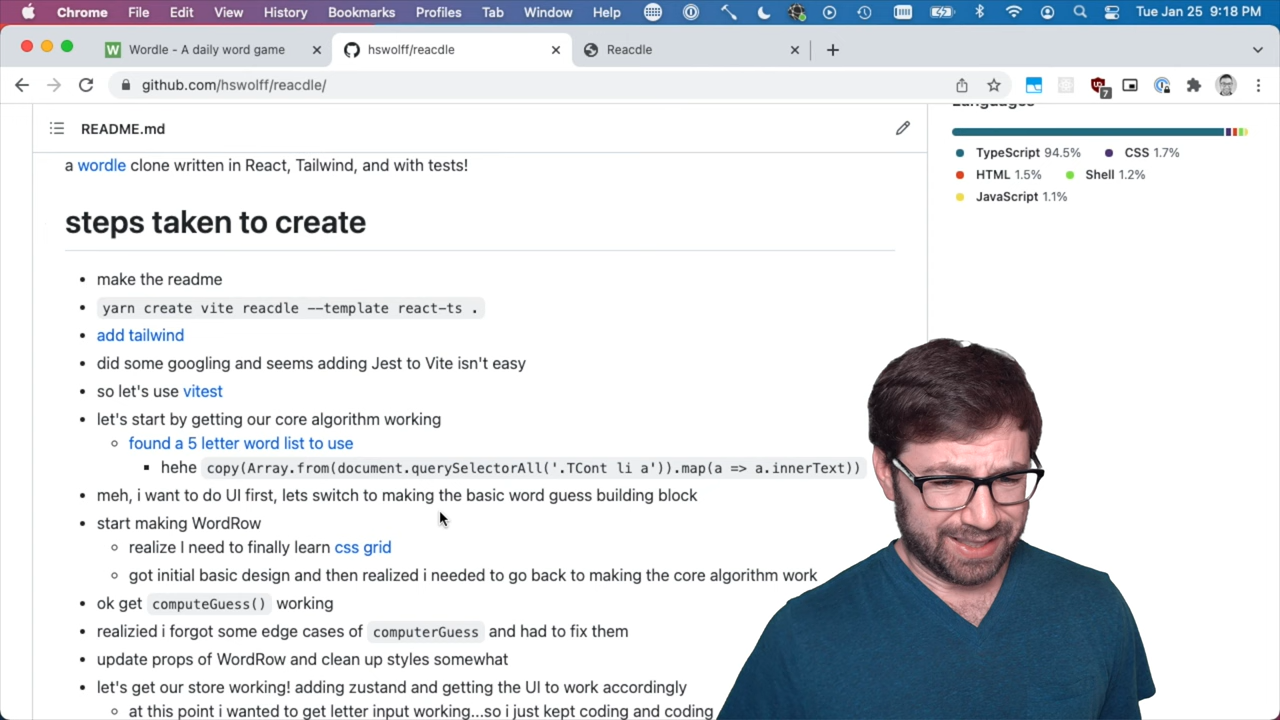 Chrome File Edit View History Bookmarks Profiles Tab Window Help Tue Jan 25 9:18 PM
Wordle - A daily word game
hswolff/reacdle
Reacdle
github.com/hswolff/reacdle/
7
README.md
Languages
a wordle clone written in React, Tailwind, and with tests!
TypeScript 94.5% CSS 1.7%
HTML 1.5% Shell 1.2%
JavaScript 1.1%
steps taken to create
make the readme
yarn create vite reacdle --template react-ts .
add tailwind
did some googling and seems adding Jest to Vite isn't easy
so let's use vitest
let's start by getting our core algorithm working
found a 5 letter word list to use
hehe copy(Array.from(document.querySelectorAll('.TCont li a')).map(a => a.innerText))
meh, i want to do UI first, lets switch to making the basic word guess building block
start making WordRow
realize I need to finally learn css grid
got initial basic design and then realized i needed to go back to making the core algorithm work
ok get computeGuess() working
realizied i forgot some edge cases of computerGuess and had to fix them
update props of WordRow and clean up styles somewhat
let's get our store working! adding zustand and getting the UI to work accordingly
at this point i wanted to get letter input working...so i just kept coding and coding